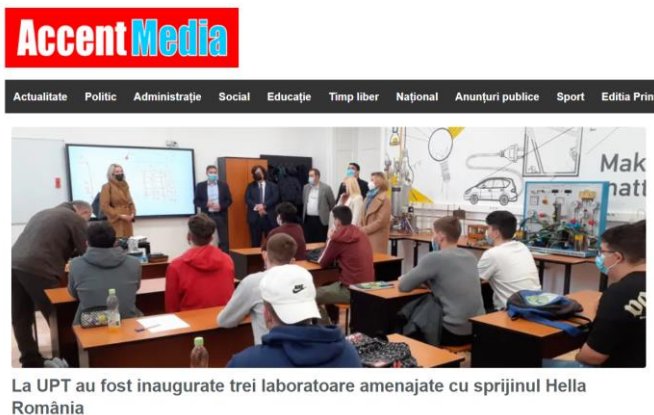 Accent Media
Actualitate Politic Administrație Social Educație Timp liber Național Anunțuri publice Sport Editia Prin
Mak
natt
La UPT au fost inaugurate trei laboratoare amenajate cu sprijinul Hella
România